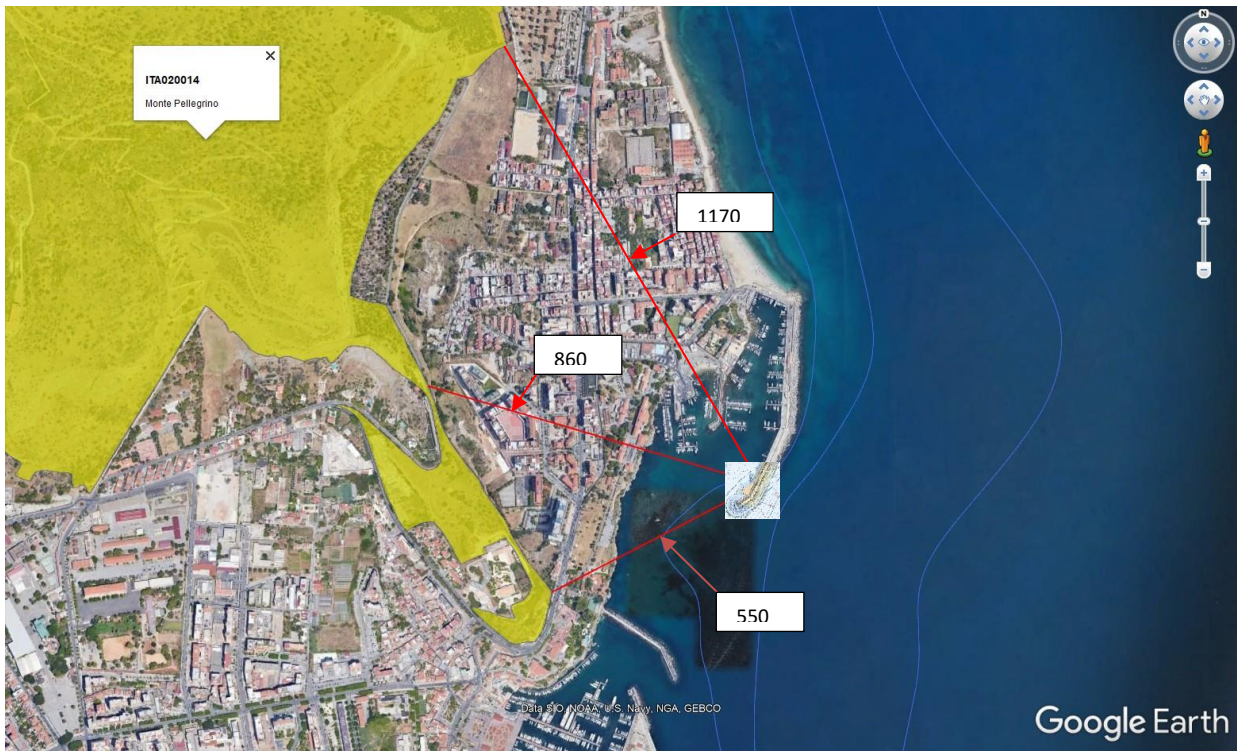 N
ITA020014
Monte Pellegrino
1170
860
550
Data SIO, NOAA, U.S. Navy, NGA, GEBCO
Google Earth